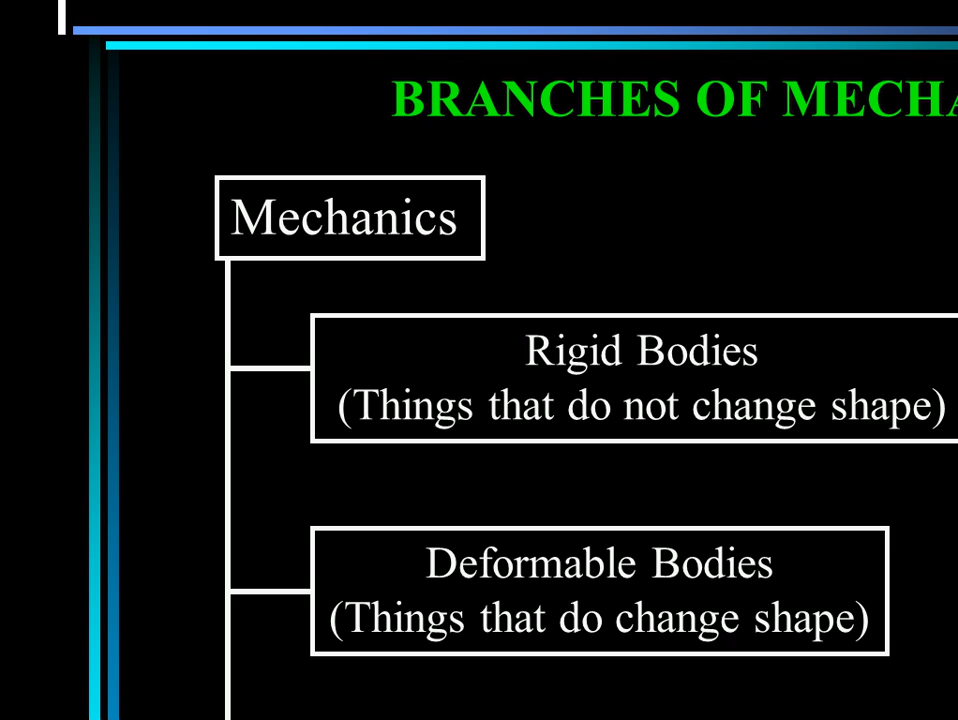 BRANCHES OF MECHA
Mechanics
Rigid Bodies
(Things that do not change shape)
Deformable Bodies
(Things that do change shape)